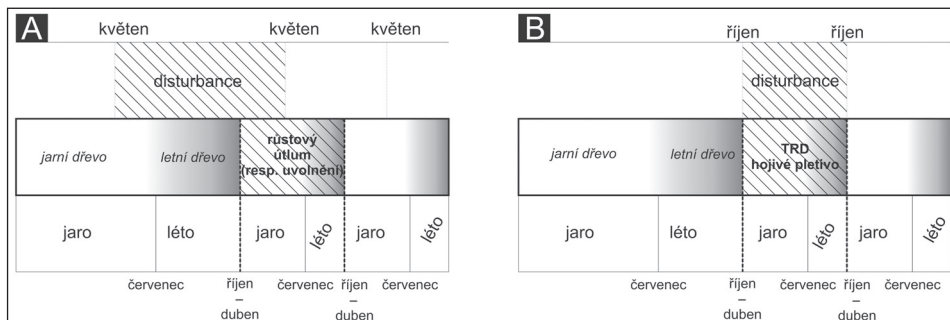 A
květen květen květen
disturbance
jarní dřevo letní dřevo růstový
útlum
(resp. uvolnění)
jaro léto jaro léto jaro léto
červenec říjen
–
duben červenec říjen
–
duben červenec
B
říjen říjen
disturbance
jarní dřevo letní dřevo TRD
hojivé pletivo
jaro léto jaro léto jaro léto
červenec říjen
–
duben červenec říjen
–
duben červenec